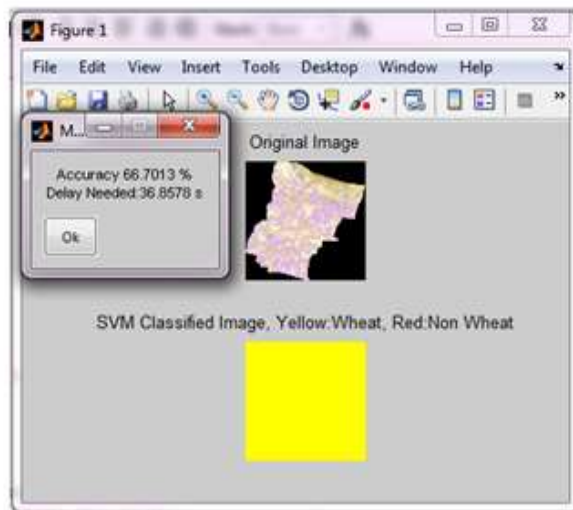 Figure 1
File Edit View Insert Tools Desktop Window Help
M...
Accuracy 66.7013 %
Delay Needed:36.8578 s
Ok
Original Image
SVM Classified Image, Yellow:Wheat, Red:Non Wheat